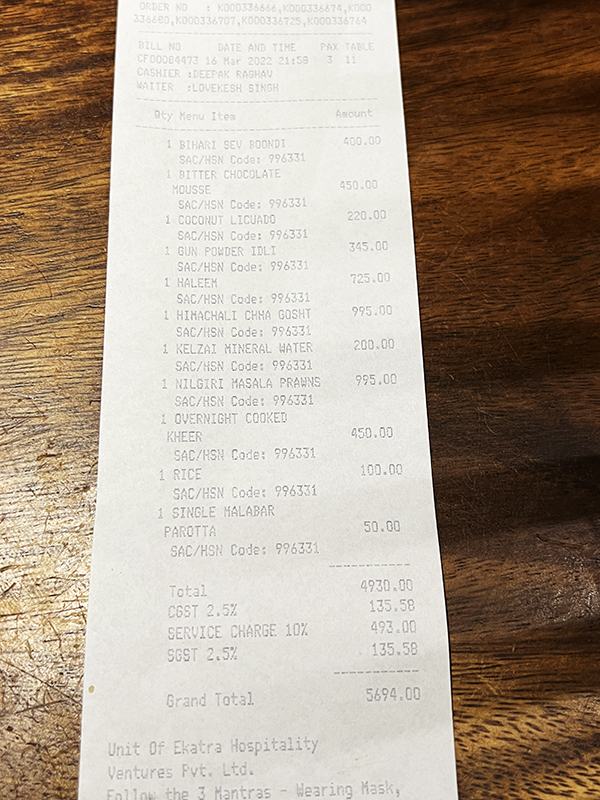 ORDER NO : K000336666,K000336674,K000
336680,K000336707,K000336725,K000336764
BILL NO DATE AND TIME PAX TABLE
CF00084473 16 Mar 2022 21:58 3 11
CASHIER :DEEPAK RAGHAV
WAITER :LOVEKESH SINGH
Qty Menu Item Amount
1 BIHARI SEV BOONDI 400.00
SAC/HSN Code: 996331
1 BITTER CHOCOLATE
MOUSSE 450.00
SAC/HSN Code: 996331
1 COCONUT LICUADO 220.00
SAC/HSN Code: 996331
1 GUN POWDER IDLI 345.00
SAC/HSN Code: 996331
1 HALEEM 725.00
SAC/HSN Code: 996331
1 HIMACHALI CHHA GOSHT 995.00
SAC/HSN Code: 996331
1 KELZAI MINERAL WATER 200.00
SAC/HSN Code: 996331
1 NILGIRI MASALA PRAWNS 995.00
SAC/HSN Code: 996331
1 OVERNIGHT COOKED
KHEER 450.00
SAC/HSN Code: 996331
1 RICE 100.00
SAC/HSN Code: 996331
1 SINGLE MALABAR
PAROTTA 50.00
SAC/HSN Code: 996331
Total 4930.00
CGST 2.5% 135.58
SERVICE CHARGE 10% 493.00
SGST 2.5% 135.58
Grand Total 5694.00
Unit Of Ekatra Hospitality
Ventures Pvt. Ltd.
Follow the 3 Mantras - Wearing Mask,